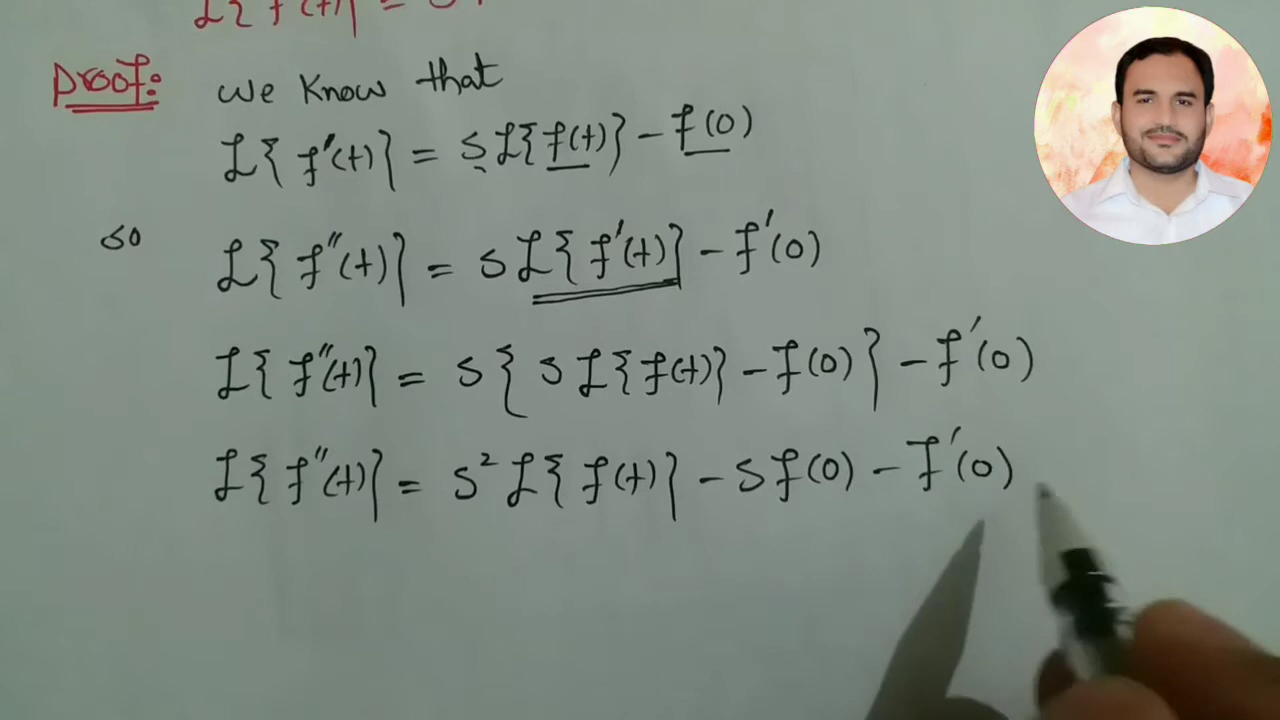 ℒ{f'(t)} = s
Proof: We Know that
ℒ{f'(t)} = sℒ{f(t)} - f(0)
so ℒ{f''(t)} = sℒ{f'(t)} - f'(0)
ℒ{f''(t)} = s{sℒ{f(t)} - f(0)} - f'(0)
ℒ{f''(t)} = s²ℒ{f(t)} - sf(0) - f'(0)